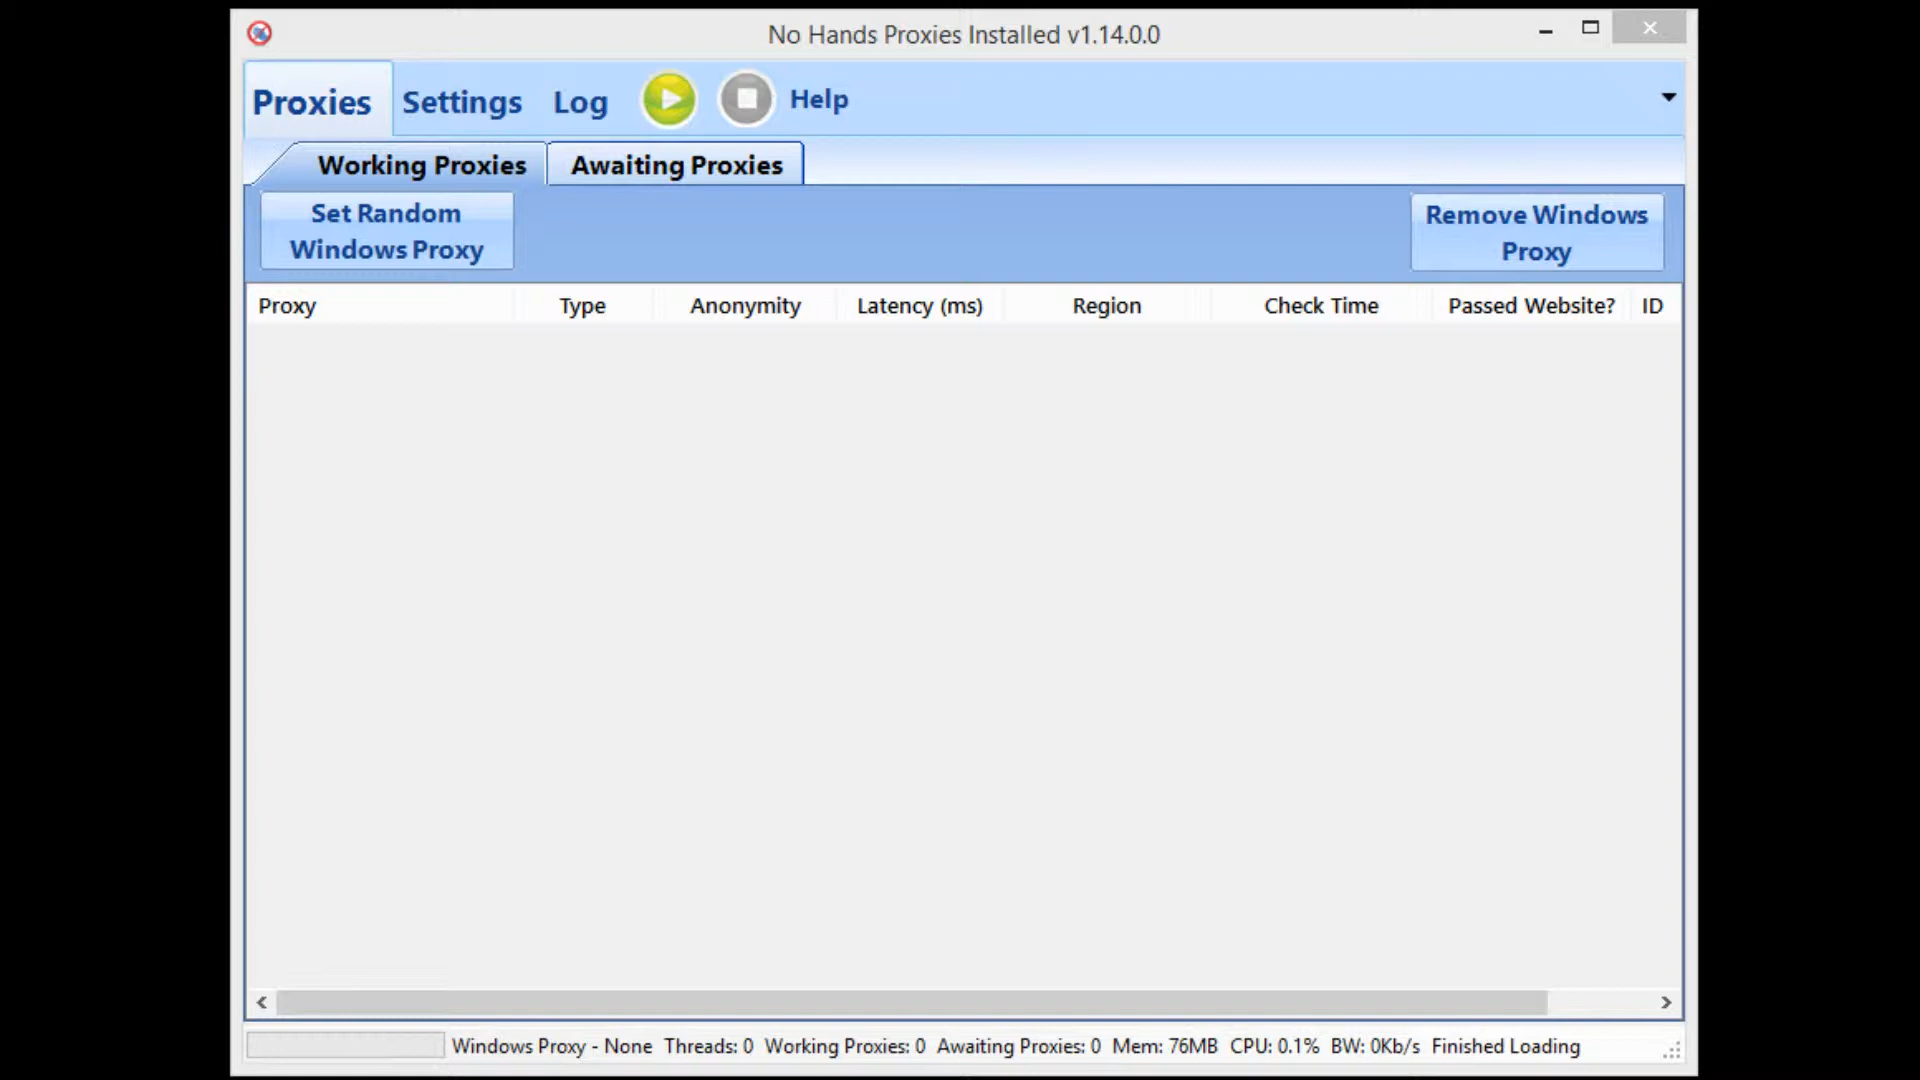 No Hands Proxies Installed v1.14.0.0
Proxies Settings Log Help
Working Proxies Awaiting Proxies
Set Random
Windows Proxy
Remove Windows
Proxy
Proxy Type Anonymity Latency (ms) Region Check Time Passed Website? ID
Windows Proxy - None Threads: 0 Working Proxies: 0 Awaiting Proxies: 0 Mem: 76MB CPU: 0.1% BW: 0Kb/s Finished Loading